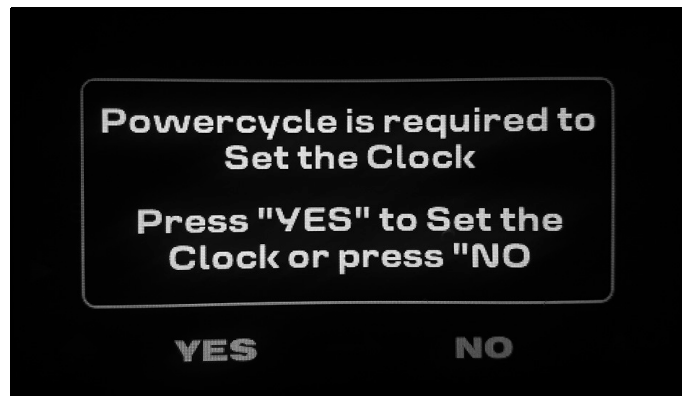 Powercycle is required to
Set the Clock
Press "YES" to Set the
Clock or press "NO
YES NO